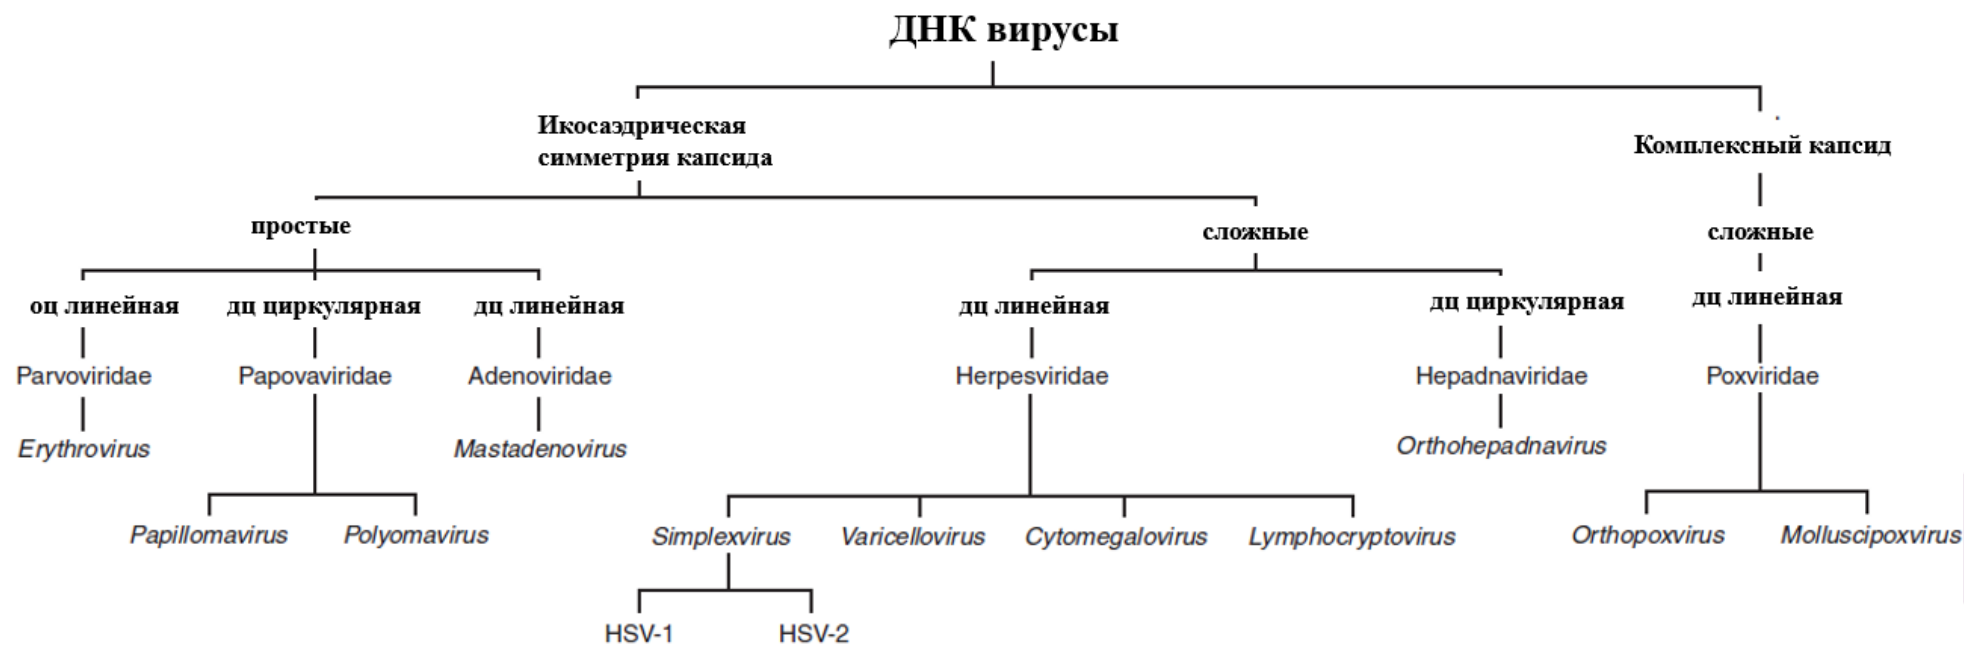 ДНК вирусы
Икосаэдрическая
симметрия капсида
Комплексный капсид
простые
сложные
сложные
оц линейная
дц циркулярная
дц линейная
дц линейная
дц циркулярная
дц линейная
Parvoviridae
Papovaviridae
Adenoviridae
Herpesviridae
Hepadnaviridae
Poxviridae
Erythrovirus
Mastadenovirus
Orthohepadnavirus
Papillomavirus
Polyomavirus
Simplexvirus
Varicellovirus
Cytomegalovirus
Lymphocryptovirus
Orthopoxvirus
Molluscipoxvirus
HSV-1
HSV-2